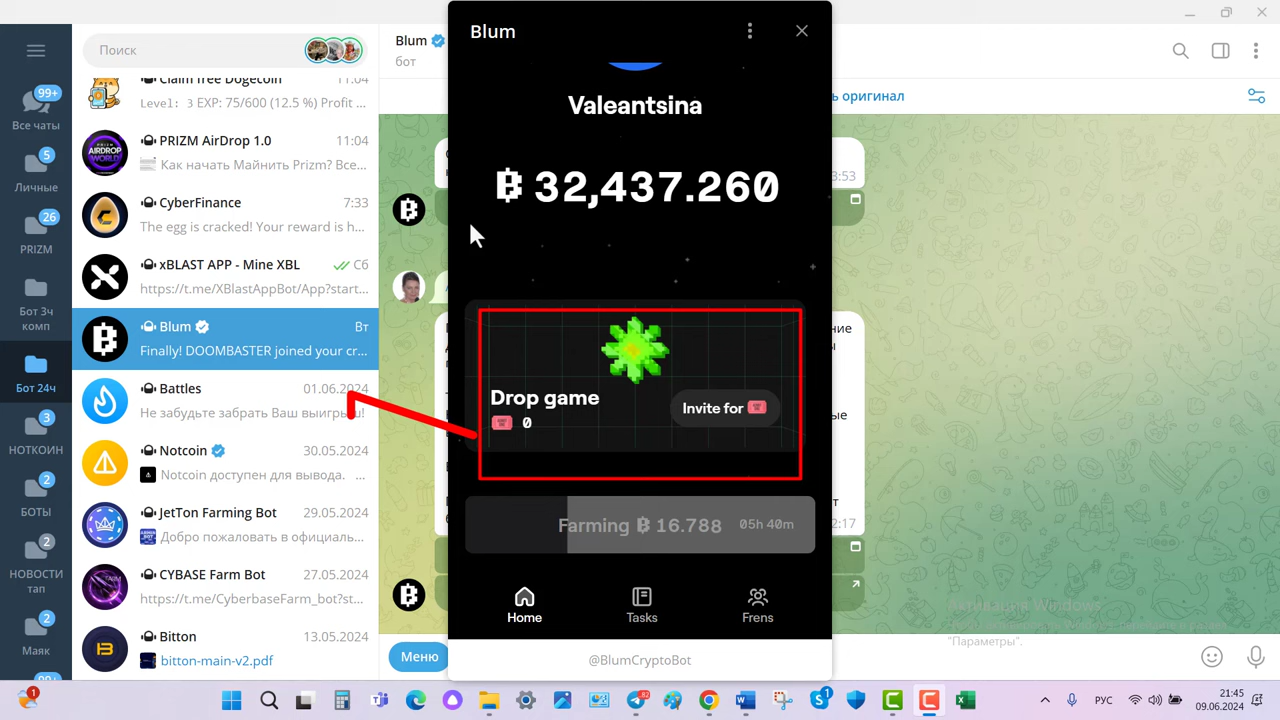 Поиск
99+
Все чаты
5
Личные
26
PRIZM
Бот 3ч
комп
Бот 24ч
3
НОТКОИН
2
БОТЫ
2
НОВОСТИ
тап
2
Маяк
99+
Claim free Dogecoin 11:04
Level: 3 EXP: 75/600 (12.5 %) Profit ...
PRIZM AirDrop 1.0 11:04
Как начать Майнить Prizm? Все...
CyberFinance 7:33
The egg is cracked! Your reward is h...
xBLAST APP - Mine XBL Сб
https://t.me/XBlastAppBot/App?start...
Blum Вт
Finally! DOOMBASTER joined your cr...
Battles 01.06.2024
Не забудьте забрать Ваш выигрыш!
Notcoin 30.05.2024
Notcoin доступен для вывода. ...
JetTon Farming Bot 29.05.2024
Добро пожаловать в официаль...
CYBASE Farm Bot 27.05.2024
https://t.me/CyberbaseFarm_bot?st...
Bitton 13.05.2024
bitton-main-v2.pdf
Blum
бот
ь оригинал
3:53
ние
ы
ые
от
2:17
Меню
Blum
Valeantsina
32,437.260
Drop game
0
Invite for
Farming 16.788 05h 40m
Home
Tasks
Frens
@BlumCryptoBot
Активация Windows
"Параметры".
1
82
1
РУС
21:45
09.06.2024